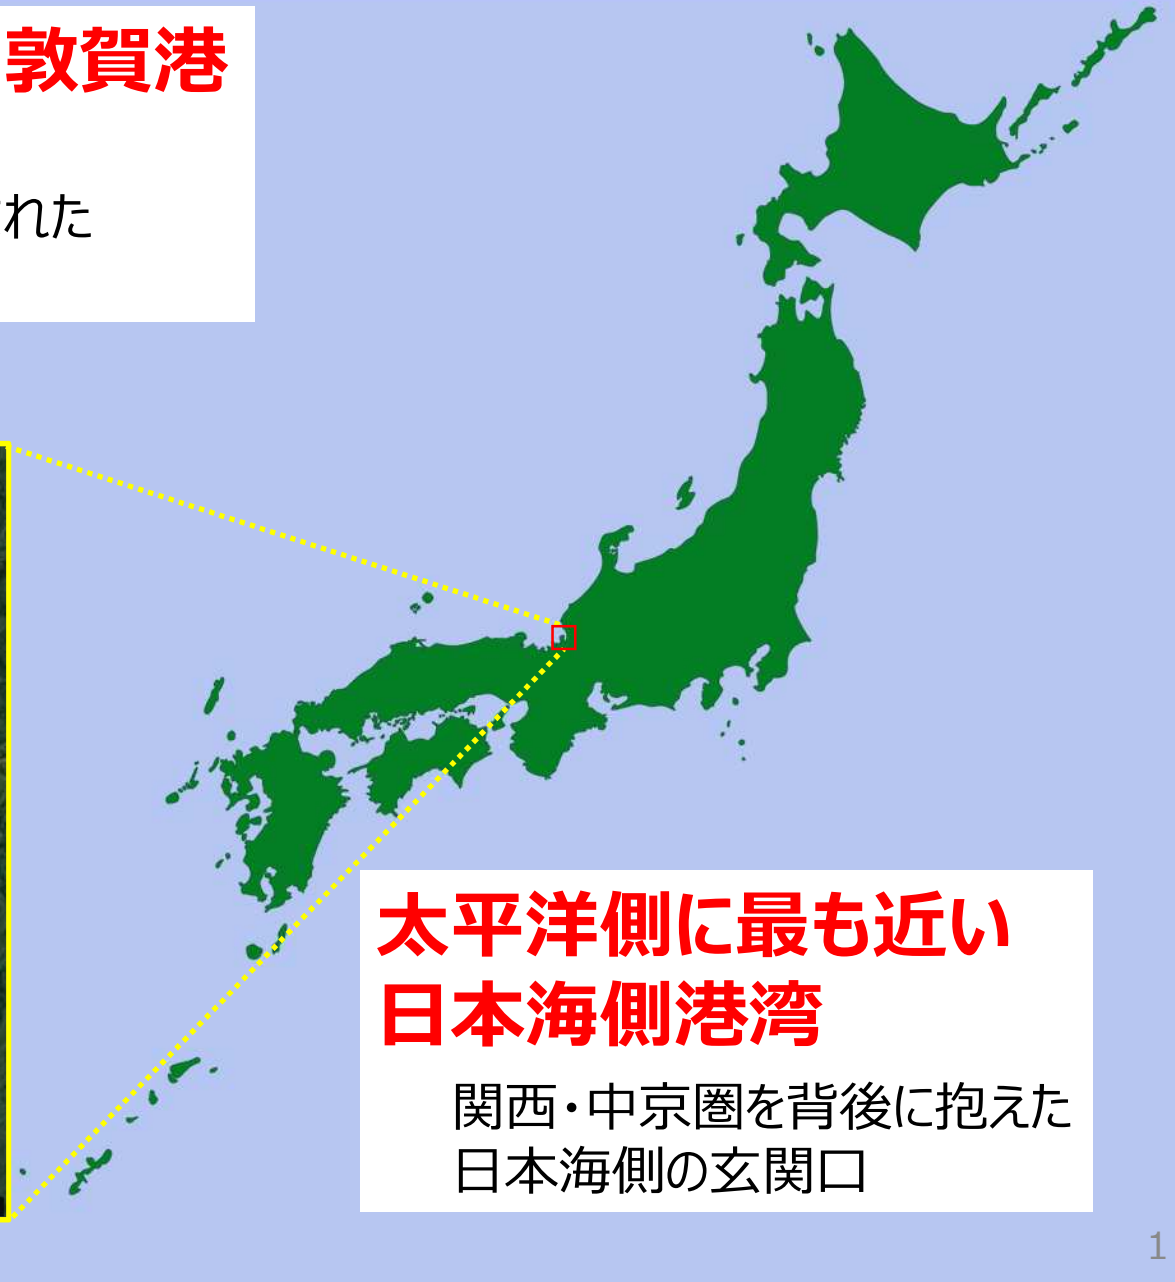 敦賀港
れた
太平洋側に最も近い
日本海側港湾
関西・中京圏を背後に抱えた
日本海側の玄関口
1